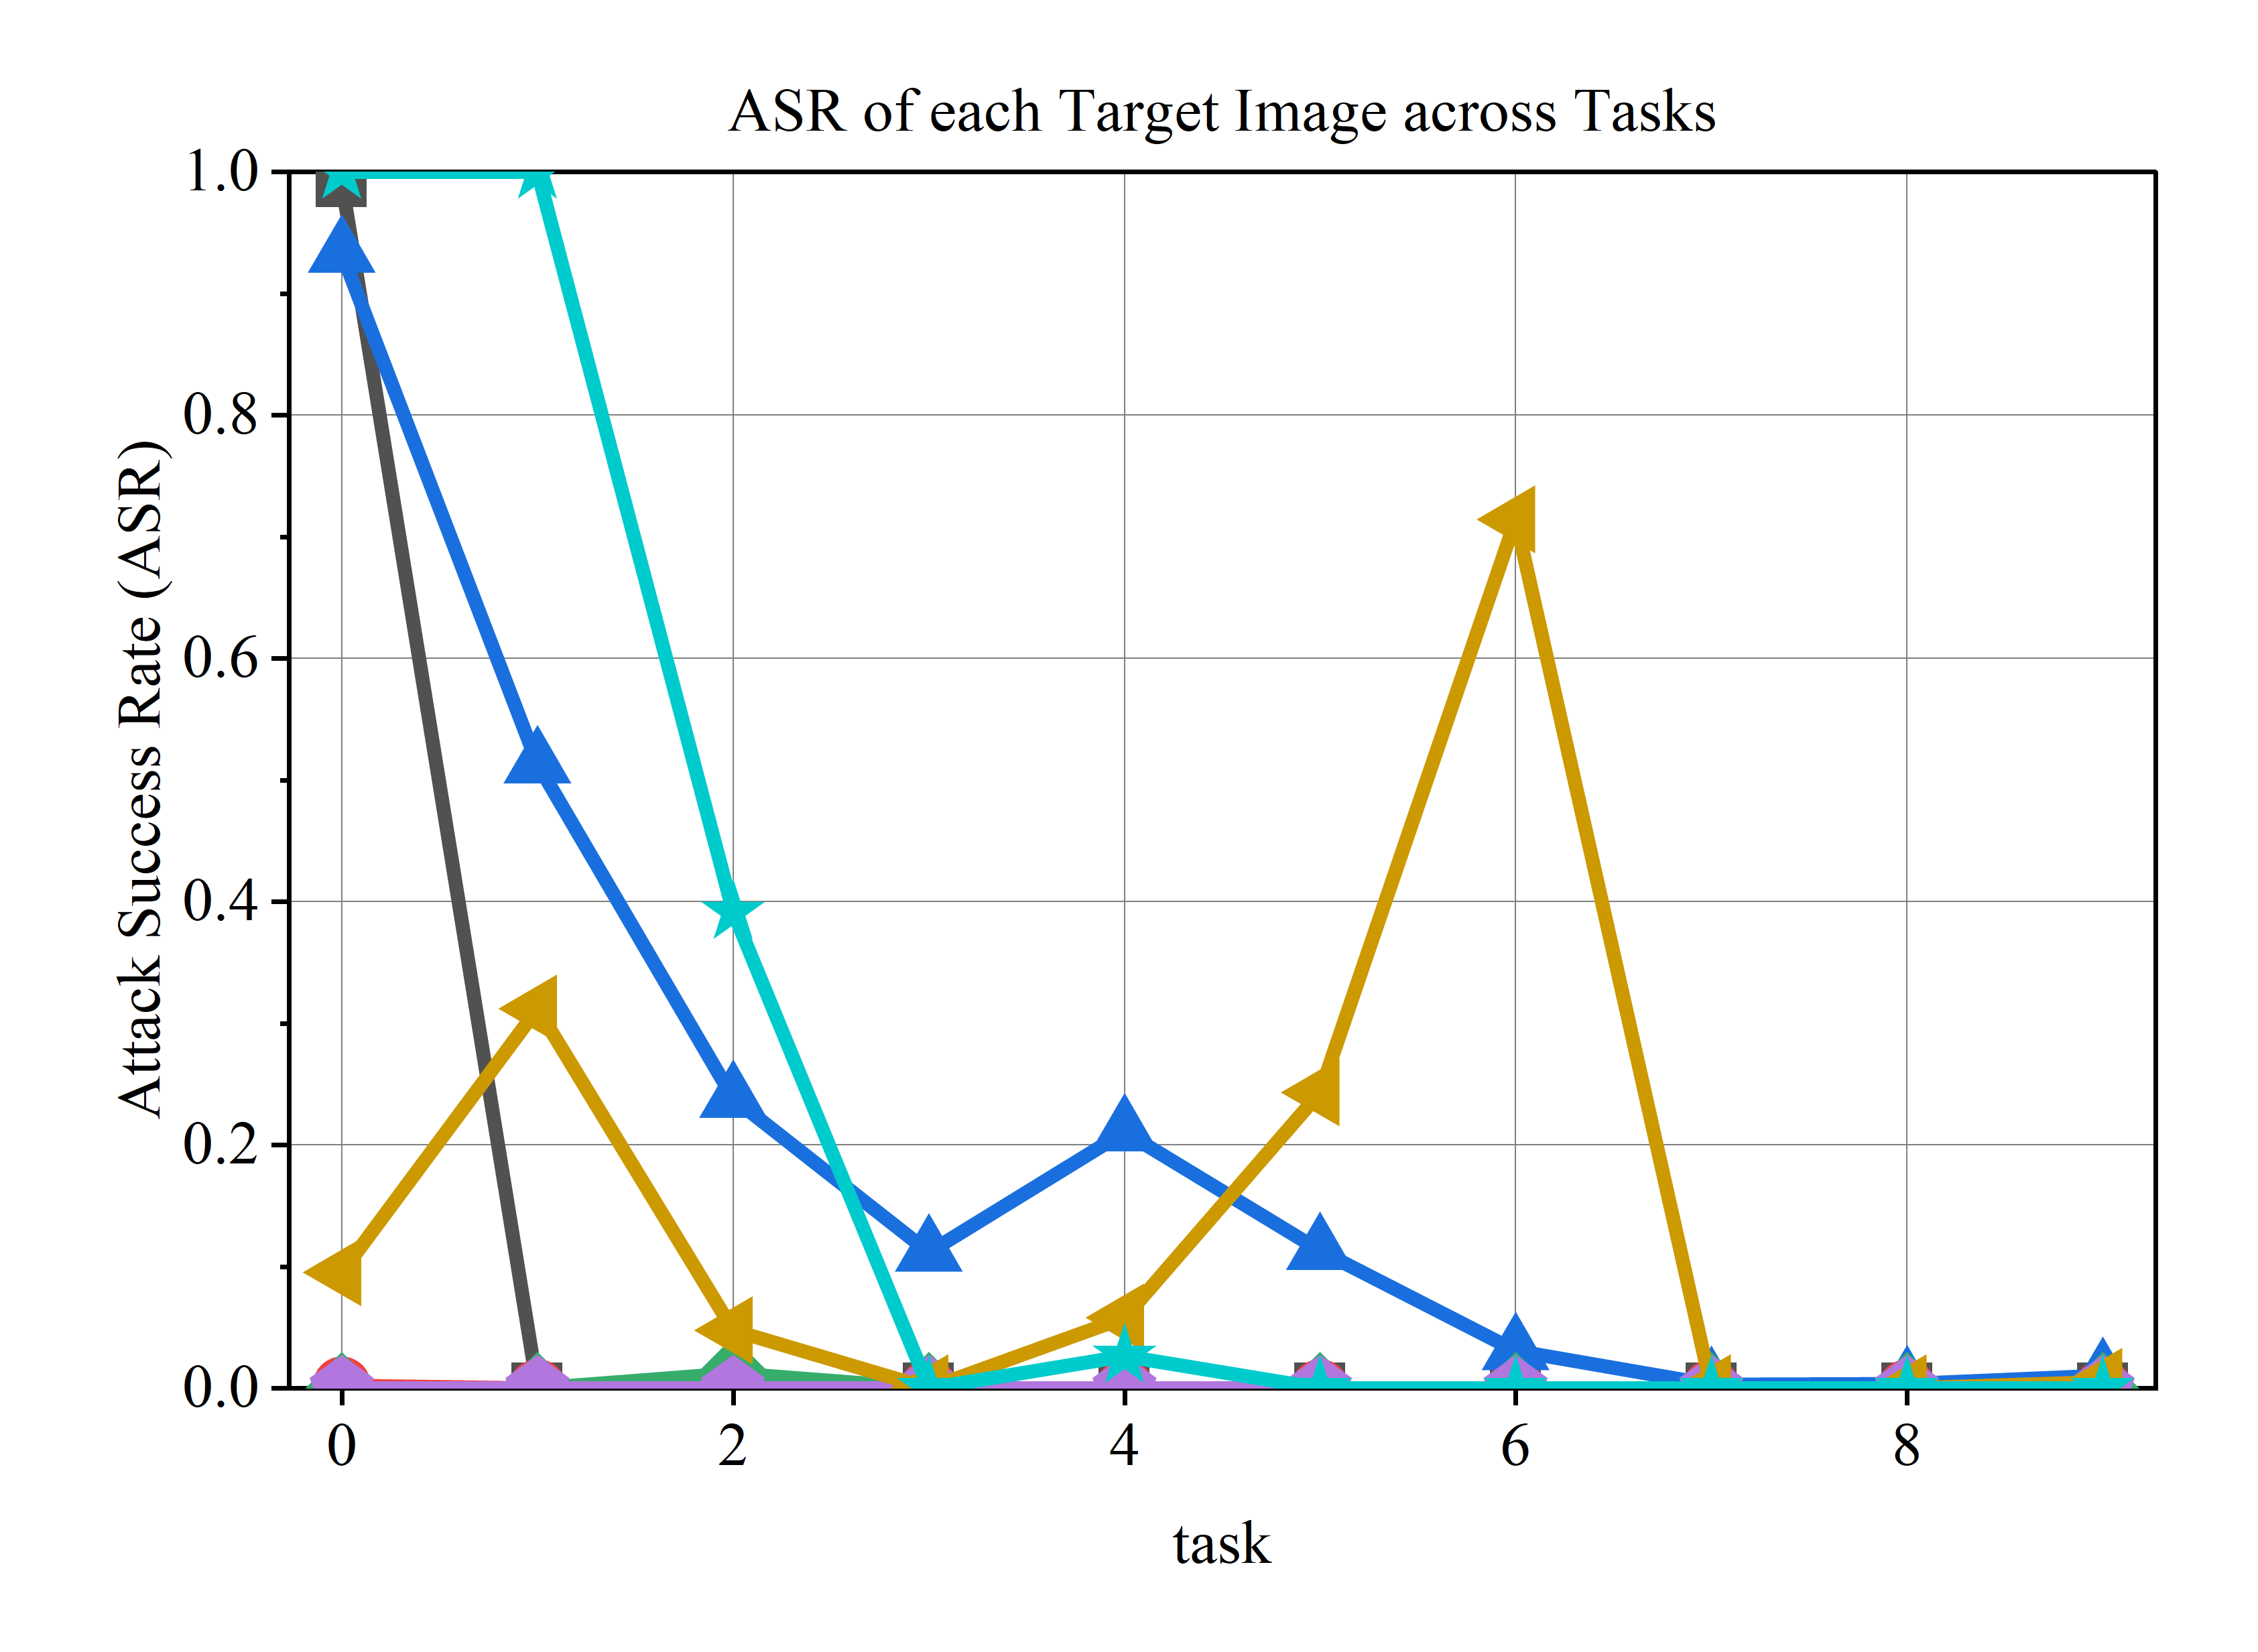 ASR of each Target Image across Tasks
Attack Success Rate (ASR)
1.0
0.8
0.6
0.4
0.2
0.0
0 2 4 6 8
task